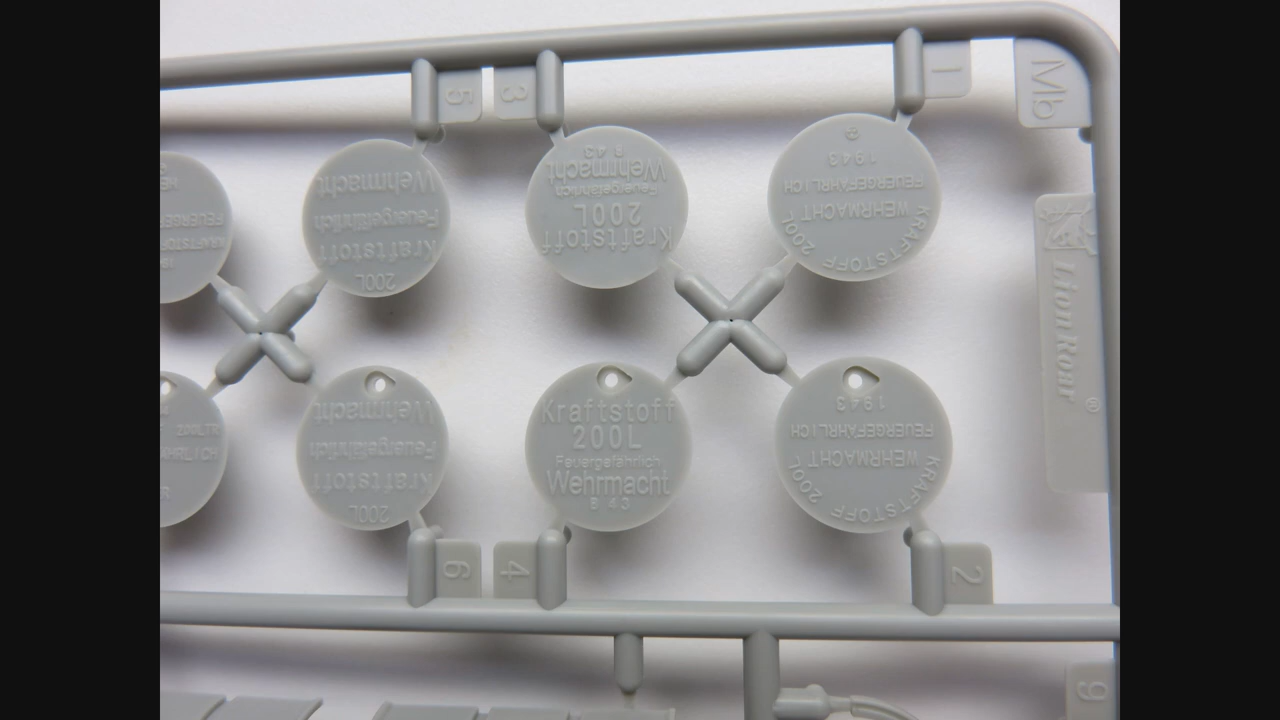 5
3
1
Mb
200L
Kraftstoff
Feuergefährlich
Wehrmacht
Kraftstoff
200L
Feuergefährlich
Wehrmacht
B 43
KRAFTSTOFF 200L
WEHRMACHT
FEUERGEFÄHRLICH
1943
Lion Roar ®
200LTR
200L
Kraftstoff
Feuergefährlich
Wehrmacht
Kraftstoff
200L
Feuergefährlich
Wehrmacht
B 43
KRAFTSTOFF 200L
WEHRMACHT
FEUERGEFÄHRLICH
1943
6
4
2
9